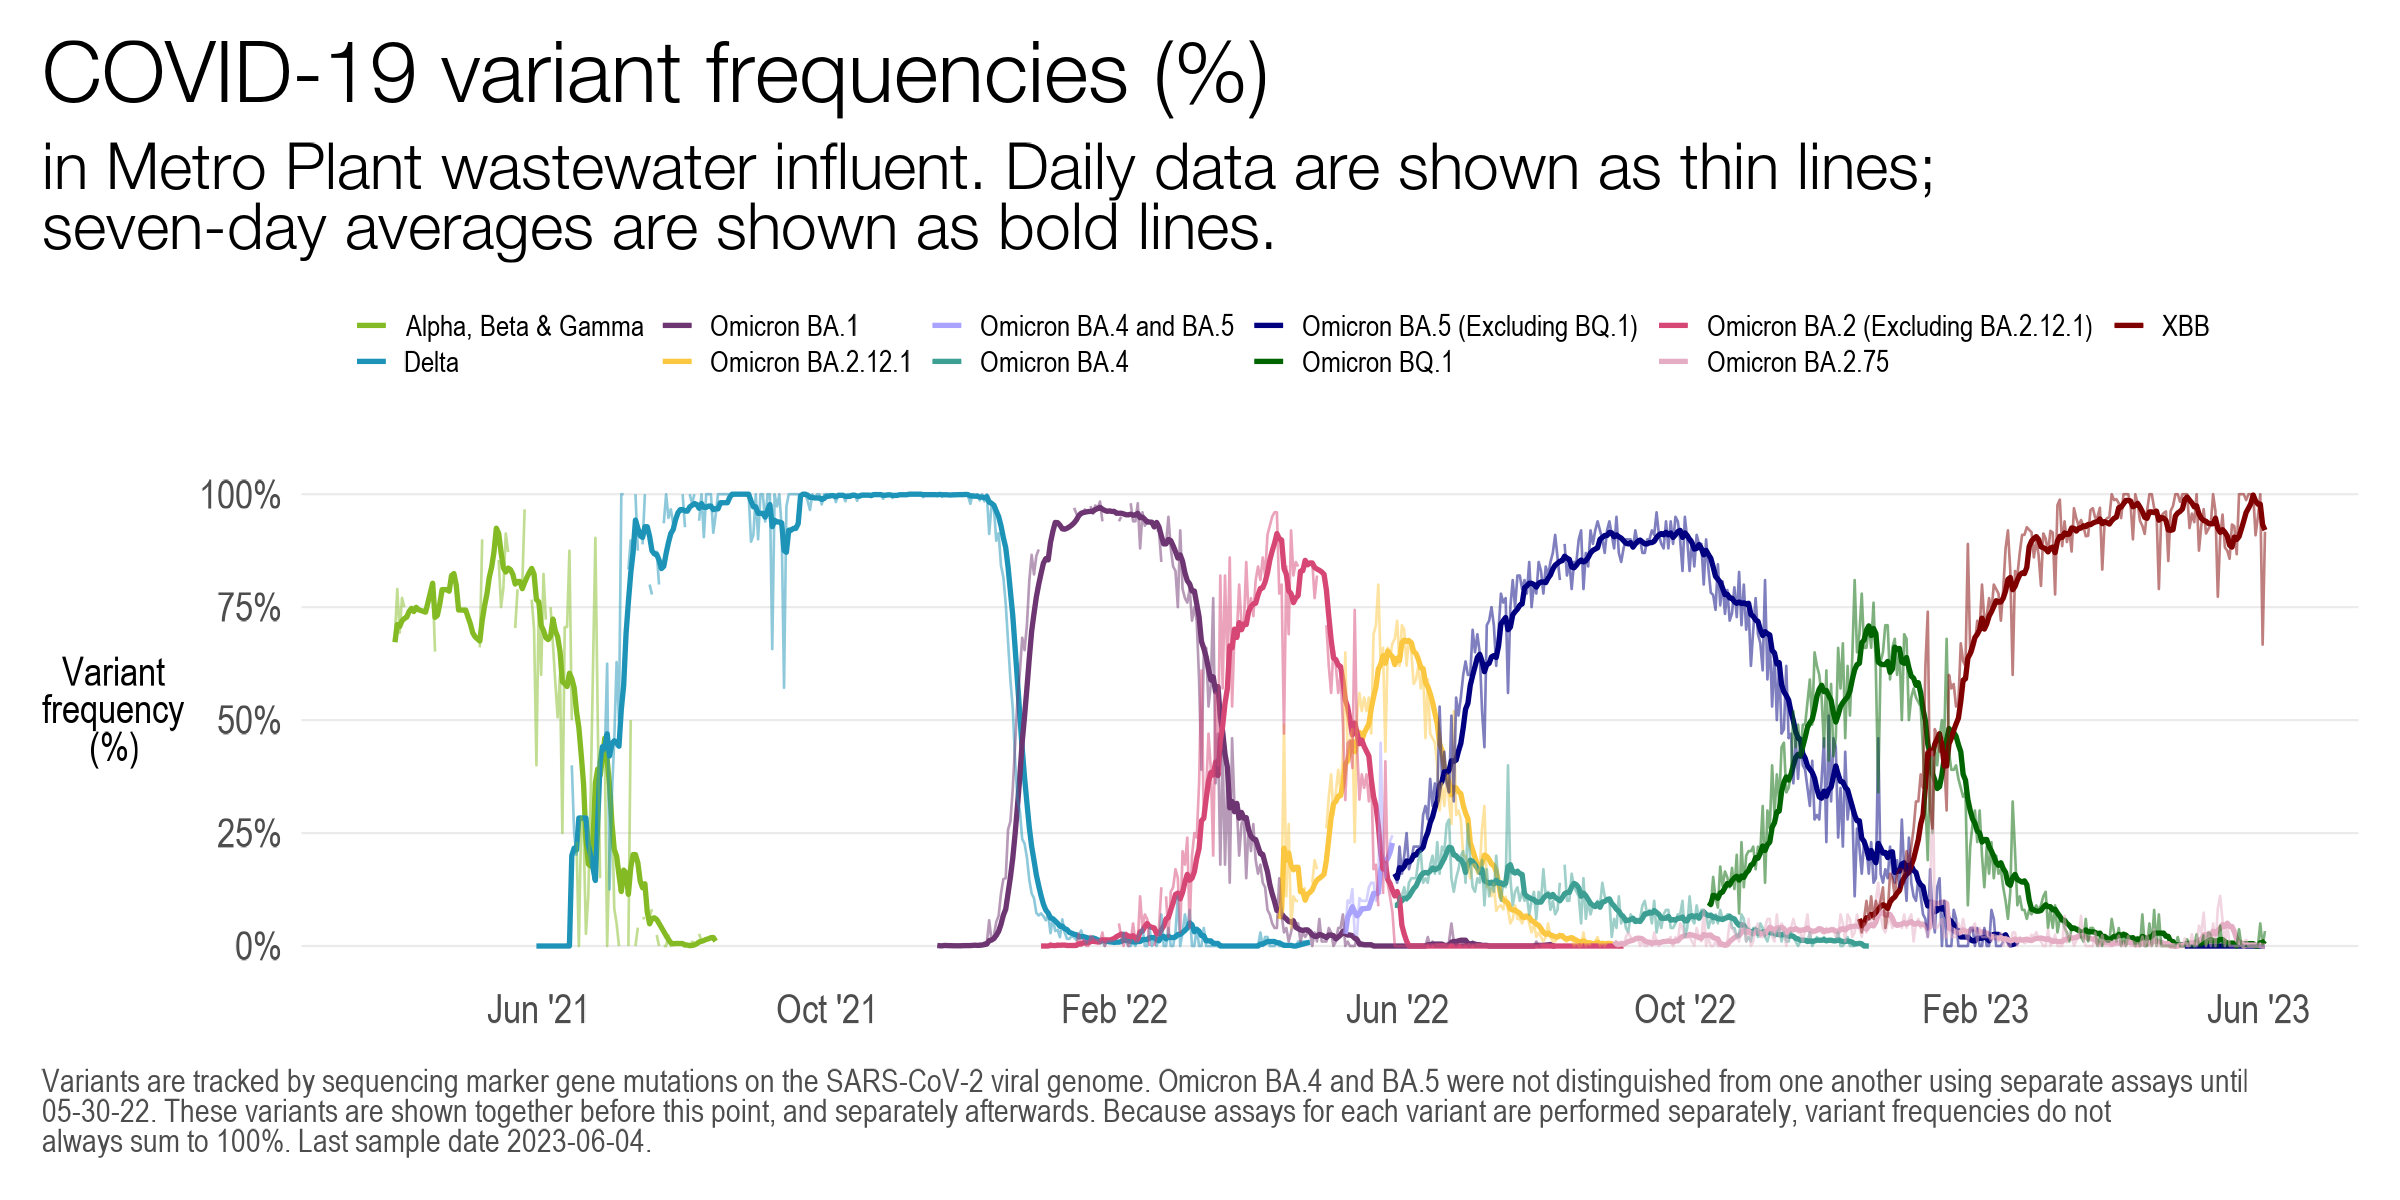 COVID-19 variant frequencies (%)
in Metro Plant wastewater influent. Daily data are shown as thin lines;
seven-day averages are shown as bold lines.
Alpha, Beta & Gamma
Omicron BA.1
Omicron BA.4 and BA.5
Omicron BA.5 (Excluding BQ.1)
Omicron BA.2 (Excluding BA.2.12.1)
XBB
Delta
Omicron BA.2.12.1
Omicron BA.4
Omicron BQ.1
Omicron BA.2.75
100%
75%
Variant
frequency
(%)
50%
25%
0%
Jun '21
Oct '21
Feb '22
Jun '22
Oct '22
Feb '23
Jun '23
Variants are tracked by sequencing marker gene mutations on the SARS-CoV-2 viral genome. Omicron BA.4 and BA.5 were not distinguished from one another using separate assays until
05-30-22. These variants are shown together before this point, and separately afterwards. Because assays for each variant are performed separately, variant frequencies do not
always sum to 100%. Last sample date 2023-06-04.